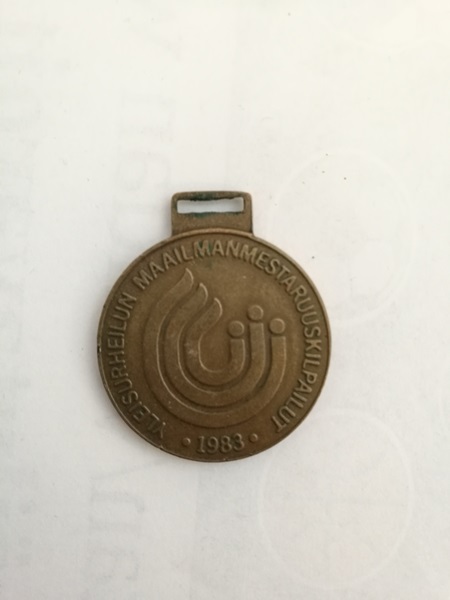 YLEISURHEILUN MAAILMANMESTARUUSKILPAILUT
• 1983 •